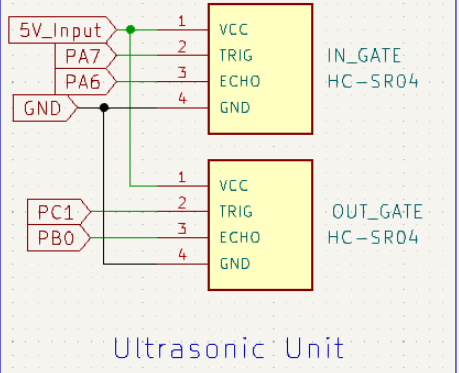 5V_Input 1 VCC
PA7 2 TRIG IN_GATE
PA6 3 ECHO HC-SR04
GND 4 GND
1 VCC
PC1 2 TRIG OUT_GATE
PB0 3 ECHO HC-SR04
4 GND
Ultrasonic Unit